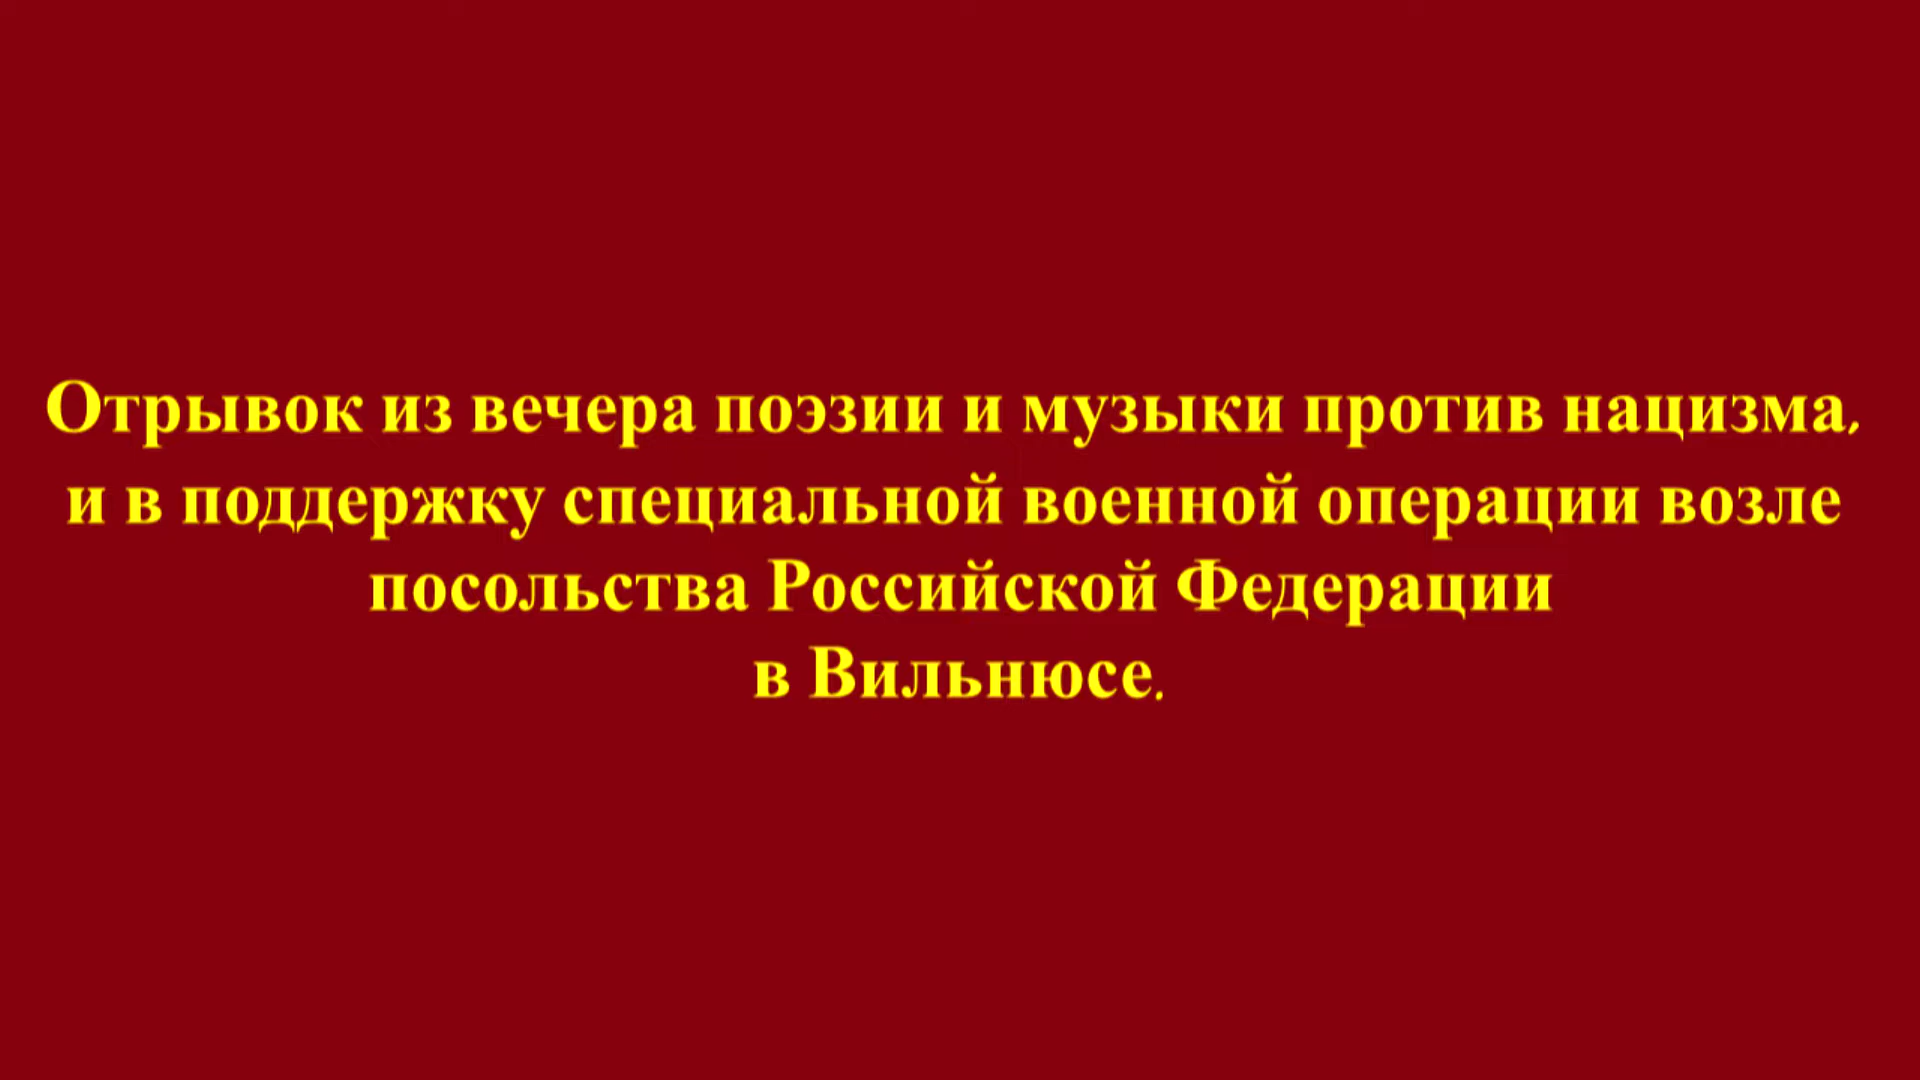 Отрывок из вечера поэзии и музыки против нацизма,
и в поддержку специальной военной операции возле
посольства Российской Федерации
в Вильнюсе.